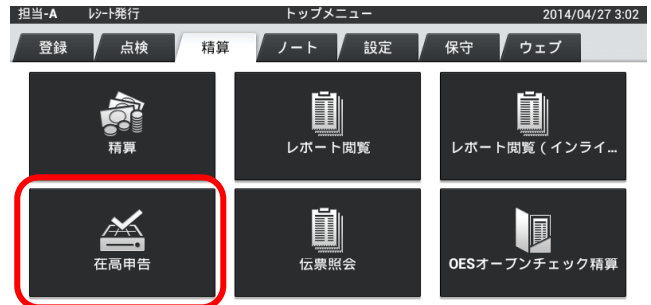 担当-A ﾚｼｰﾄ発行 トップメニュー 2014/04/27 3:02
登録 点検 精算 ノート 設定 保守 ウェブ
精算 レポート閲覧 レポート閲覧 ( インライ...
在高申告 伝票照会 OESオープンチェック精算